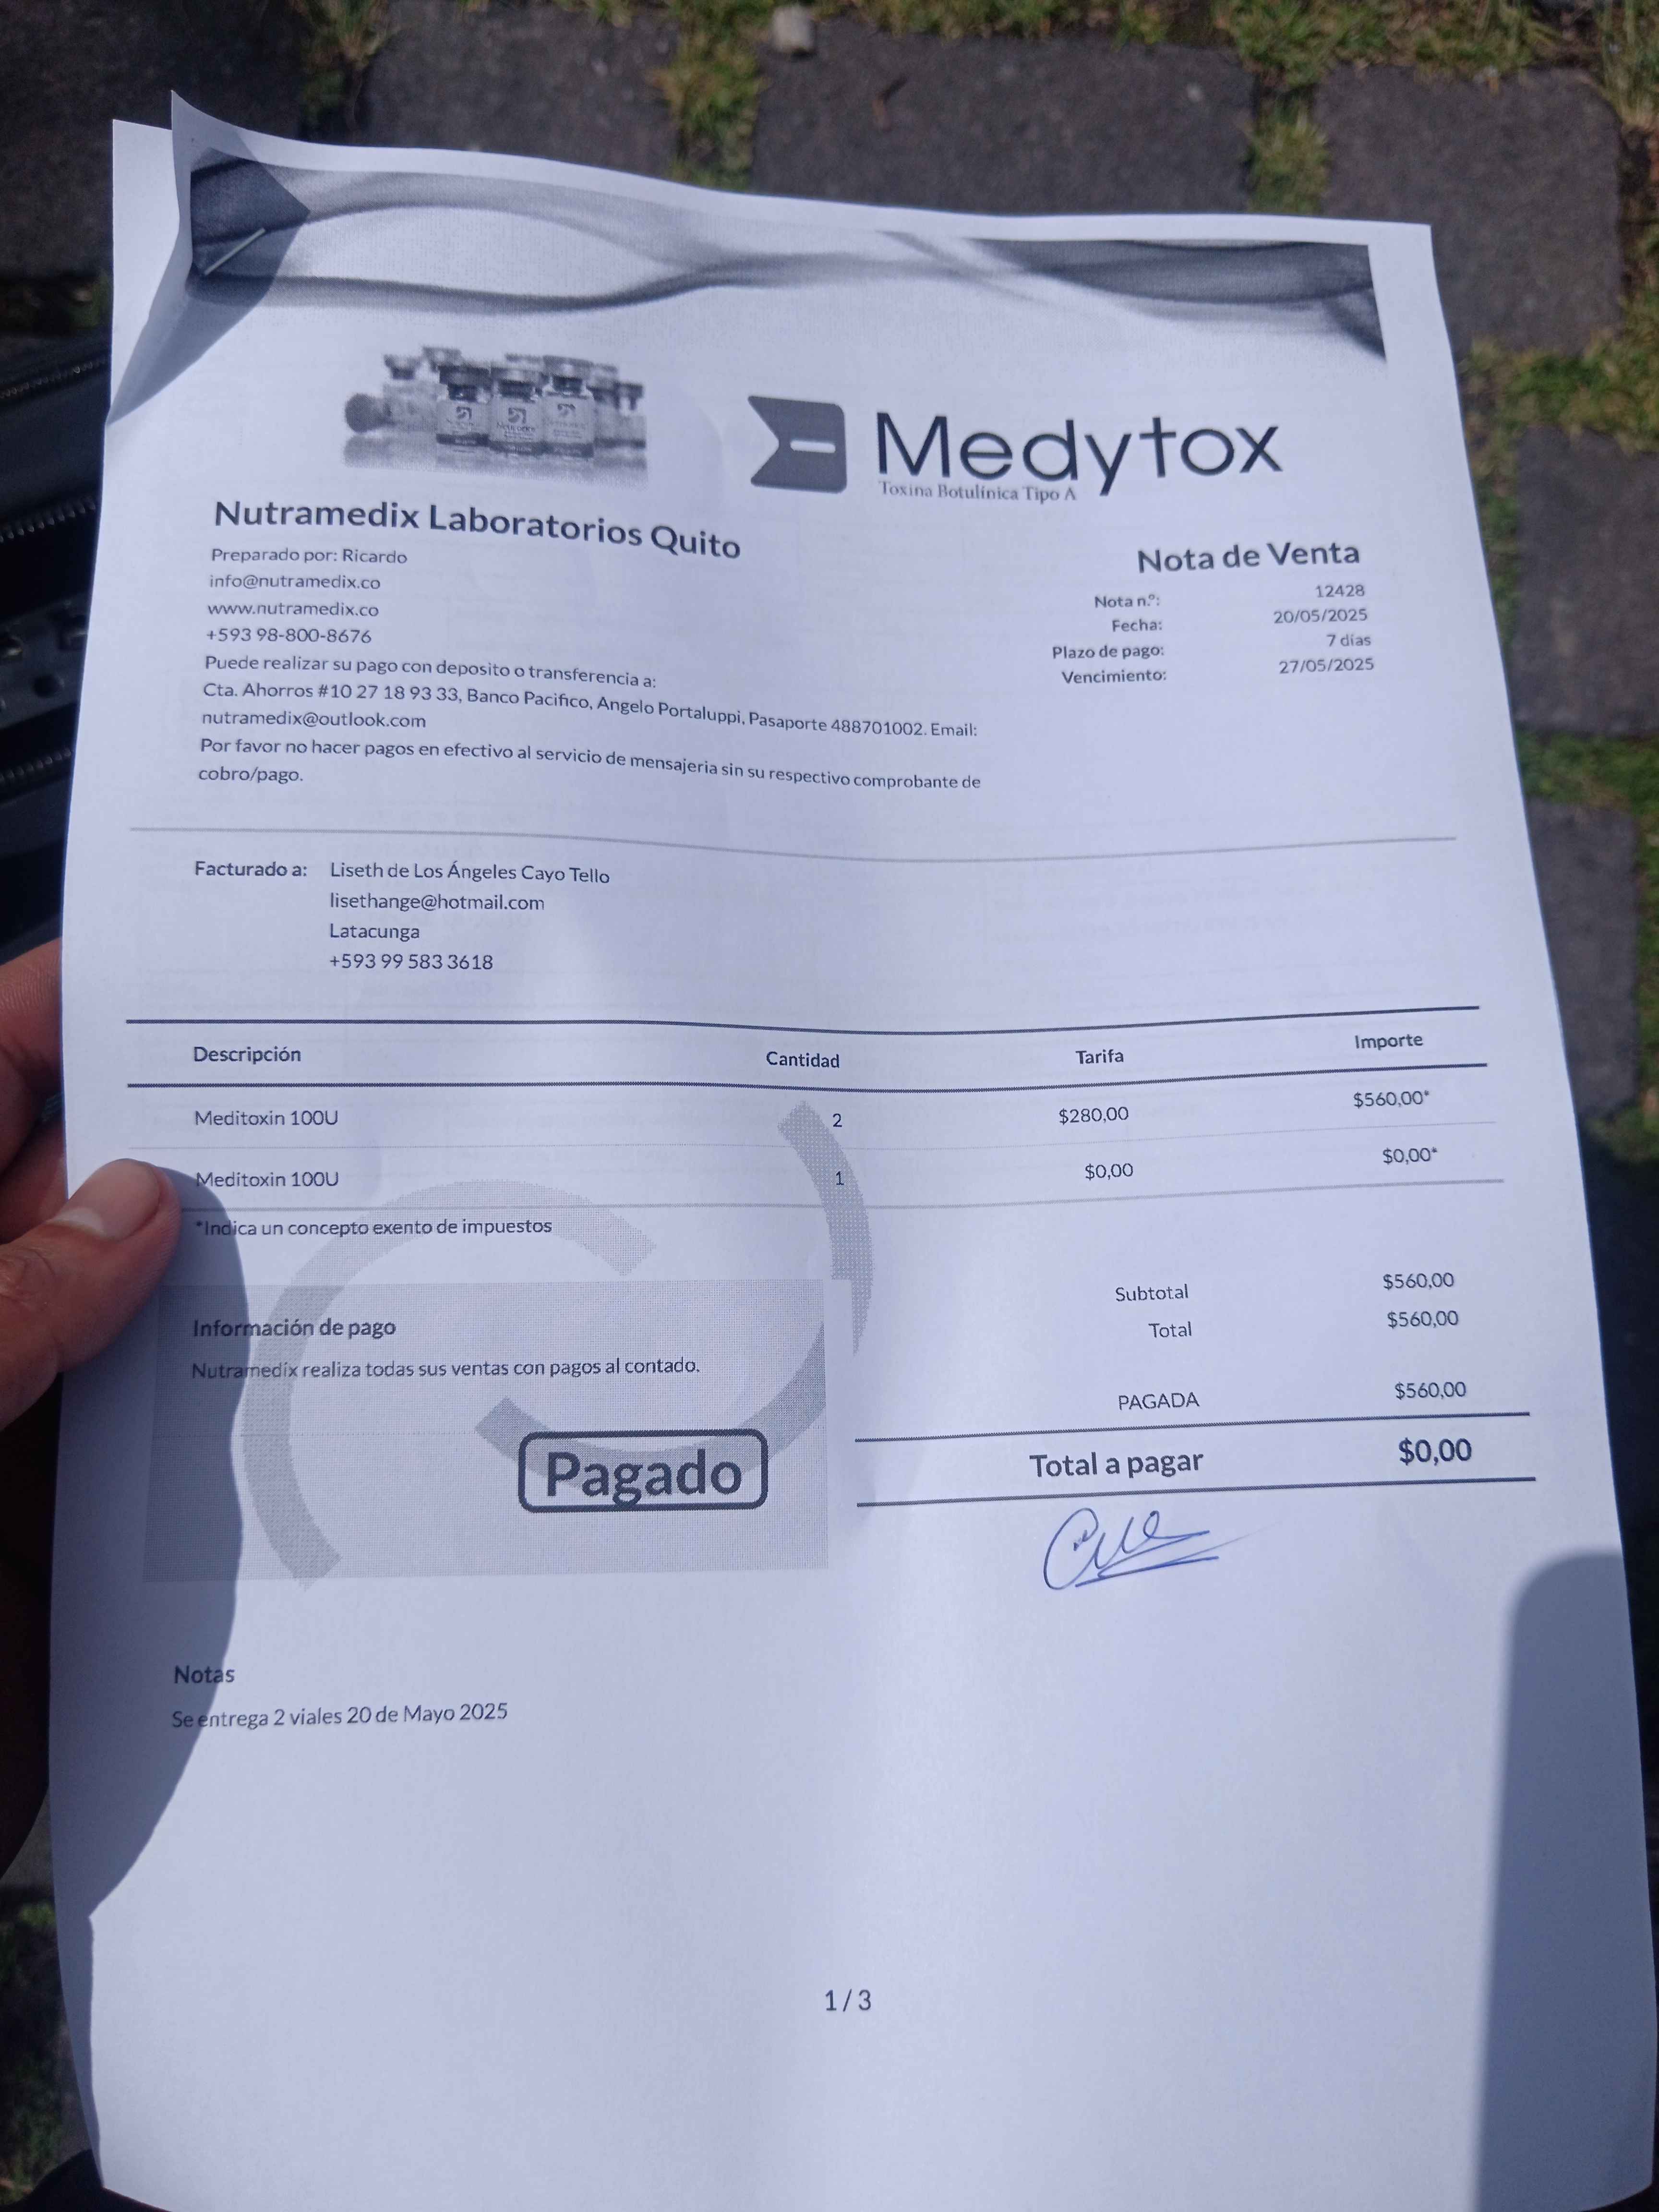 Medytox
Toxina Botulínica Tipo A
Nutramedix Laboratorios Quito
Preparado por: Ricardo
info@nutramedix.co
www.nutramedix.co
+593 98-800-8676
Puede realizar su pago con deposito o transferencia a:
Cta. Ahorros #10 27 18 93 33, Banco Pacifico, Angelo Portaluppi, Pasaporte 488701002. Email:
nutramedix@outlook.com
Por favor no hacer pagos en efectivo al servicio de mensajeria sin su respectivo comprobante de
cobro/pago.
Nota de Venta
Nota n.º: 12428
Fecha: 20/05/2025
Plazo de pago: 7 días
Vencimiento: 27/05/2025
Facturado a: Liseth de Los Ángeles Cayo Tello
lisethange@hotmail.com
Latacunga
+593 99 583 3618
Descripción Cantidad Tarifa Importe
Meditoxin 100U 2 $280,00 $560,00*
Meditoxin 100U 1 $0,00 $0,00*
*Indica un concepto exento de impuestos
Subtotal $560,00
Total $560,00
PAGADA $560,00
Total a pagar $0,00
Información de pago
Nutramedix realiza todas sus ventas con pagos al contado.
Pagado
Notas
Se entrega 2 viales 20 de Mayo 2025
1 / 3